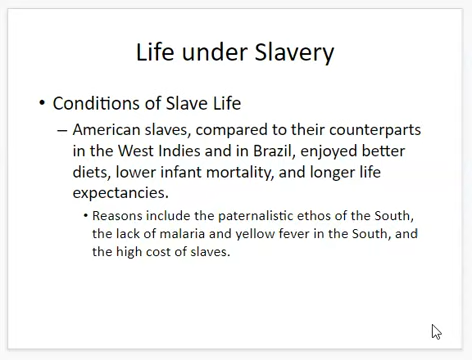 Life under Slavery
• Conditions of Slave Life
– American slaves, compared to their counterparts
in the West Indies and in Brazil, enjoyed better
diets, lower infant mortality, and longer life
expectancies.
• Reasons include the paternalistic ethos of the South,
the lack of malaria and yellow fever in the South, and
the high cost of slaves.